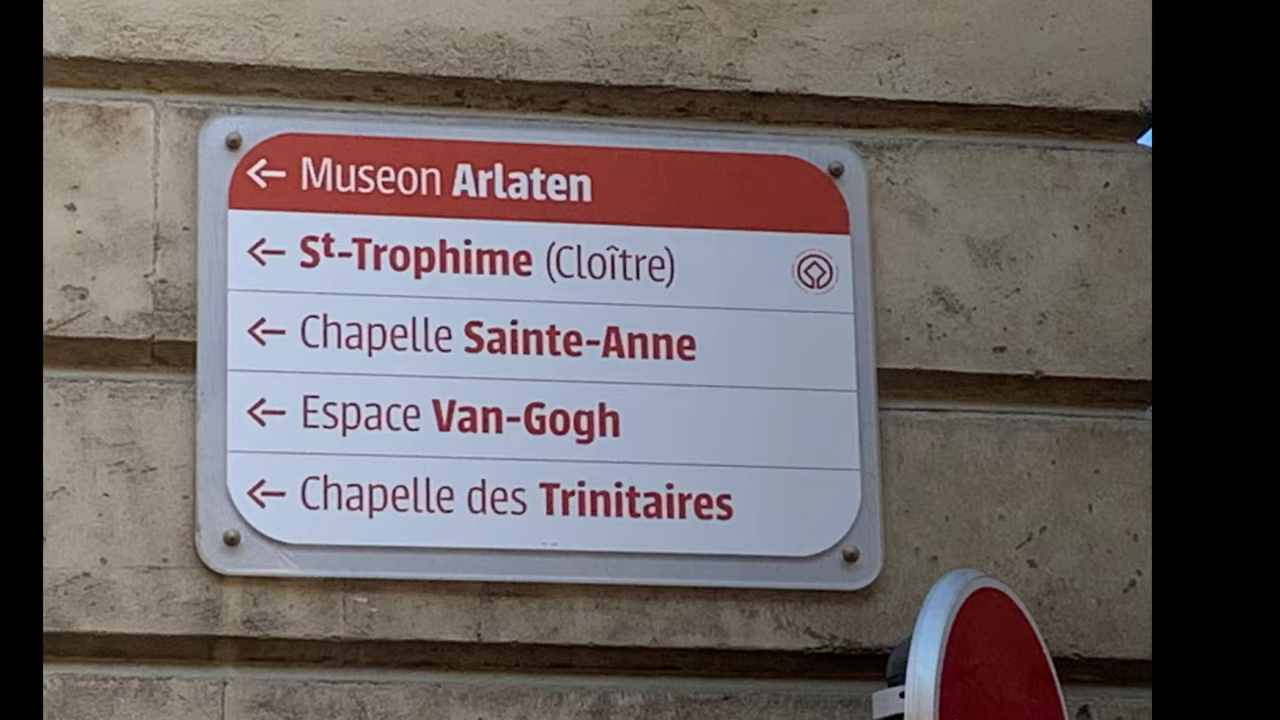 ← Museon Arlaten
← St-Trophime (Cloître)
← Chapelle Sainte-Anne
← Espace Van-Gogh
← Chapelle des Trinitaires